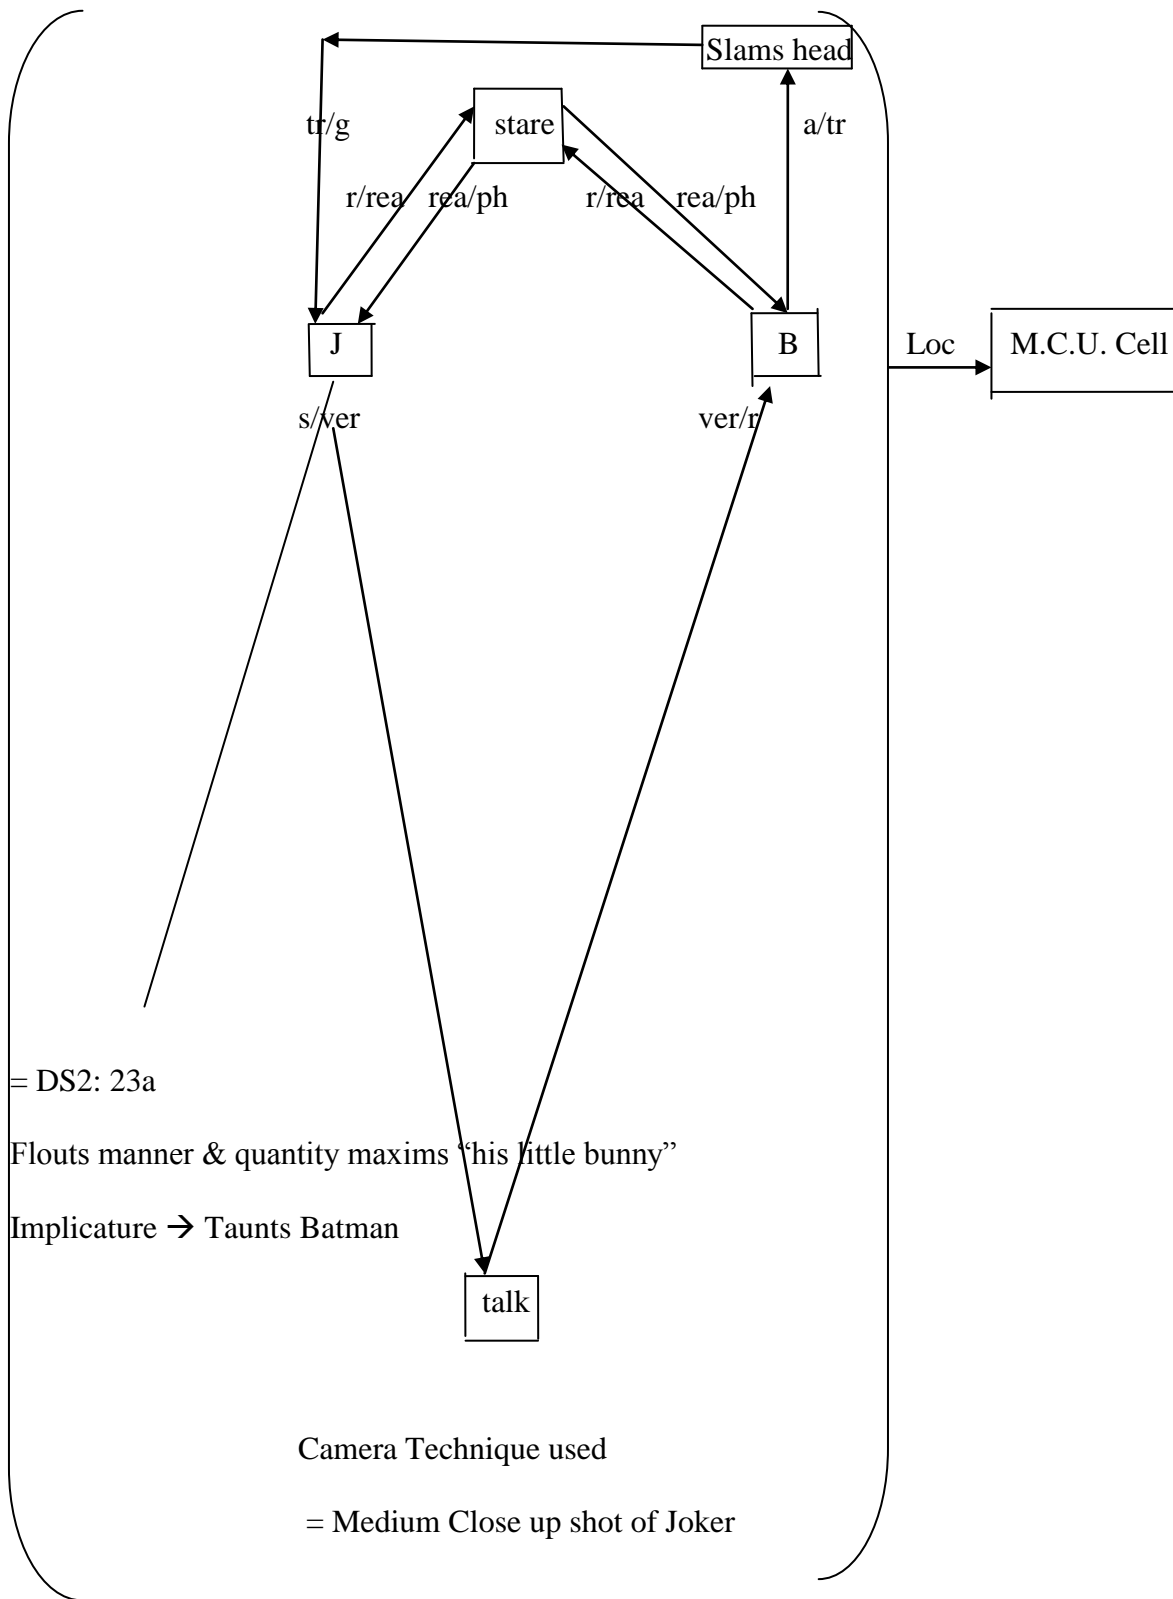 Slams head
tr/g
stare
a/tr
r/rea
rea/ph
r/rea
rea/ph
J
B
Loc
M.C.U. Cell
s/ver
ver/r
= DS2: 23a
Flouts manner & quantity maxims “his little bunny”
Implicature → Taunts Batman
talk
Camera Technique used
= Medium Close up shot of Joker